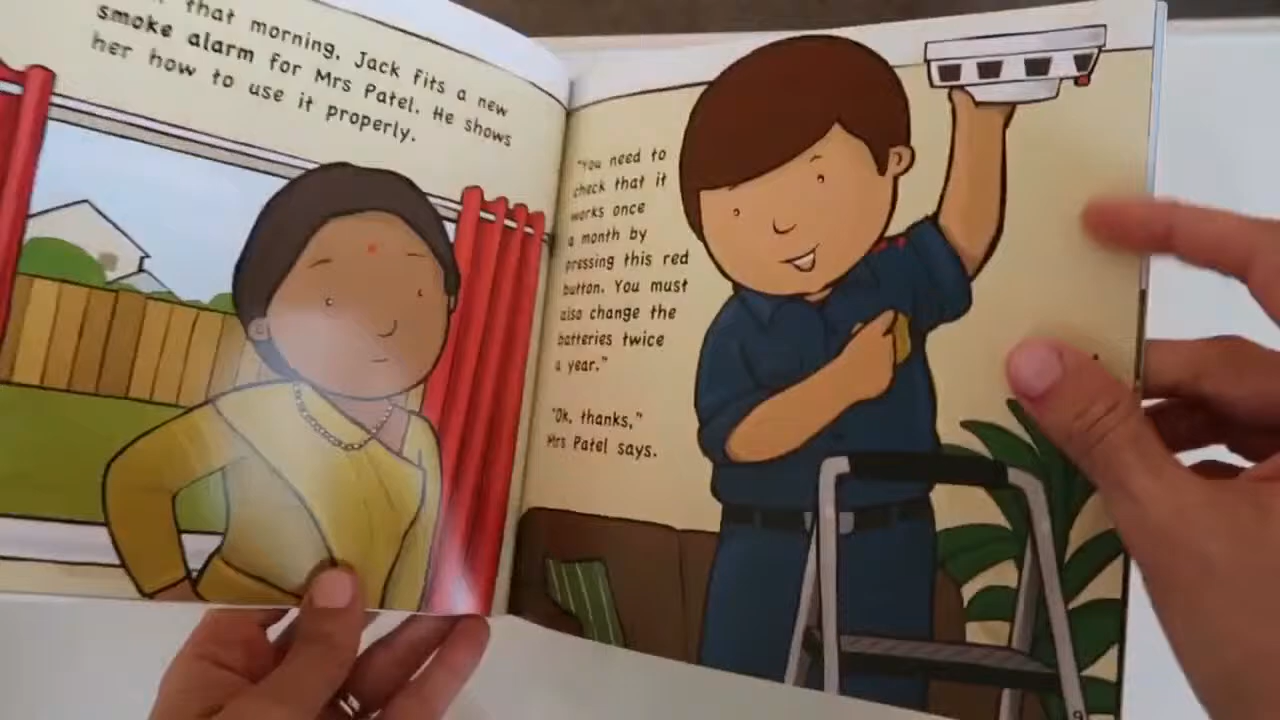 that morning, Jack fits a new
smoke alarm for Mrs Patel. He shows
her how to use it properly.
"You need to
check that it
works once
a month by
pressing this red
button. You must
also change the
batteries twice
a year."
"Ok, thanks,"
Mrs Patel says.
9